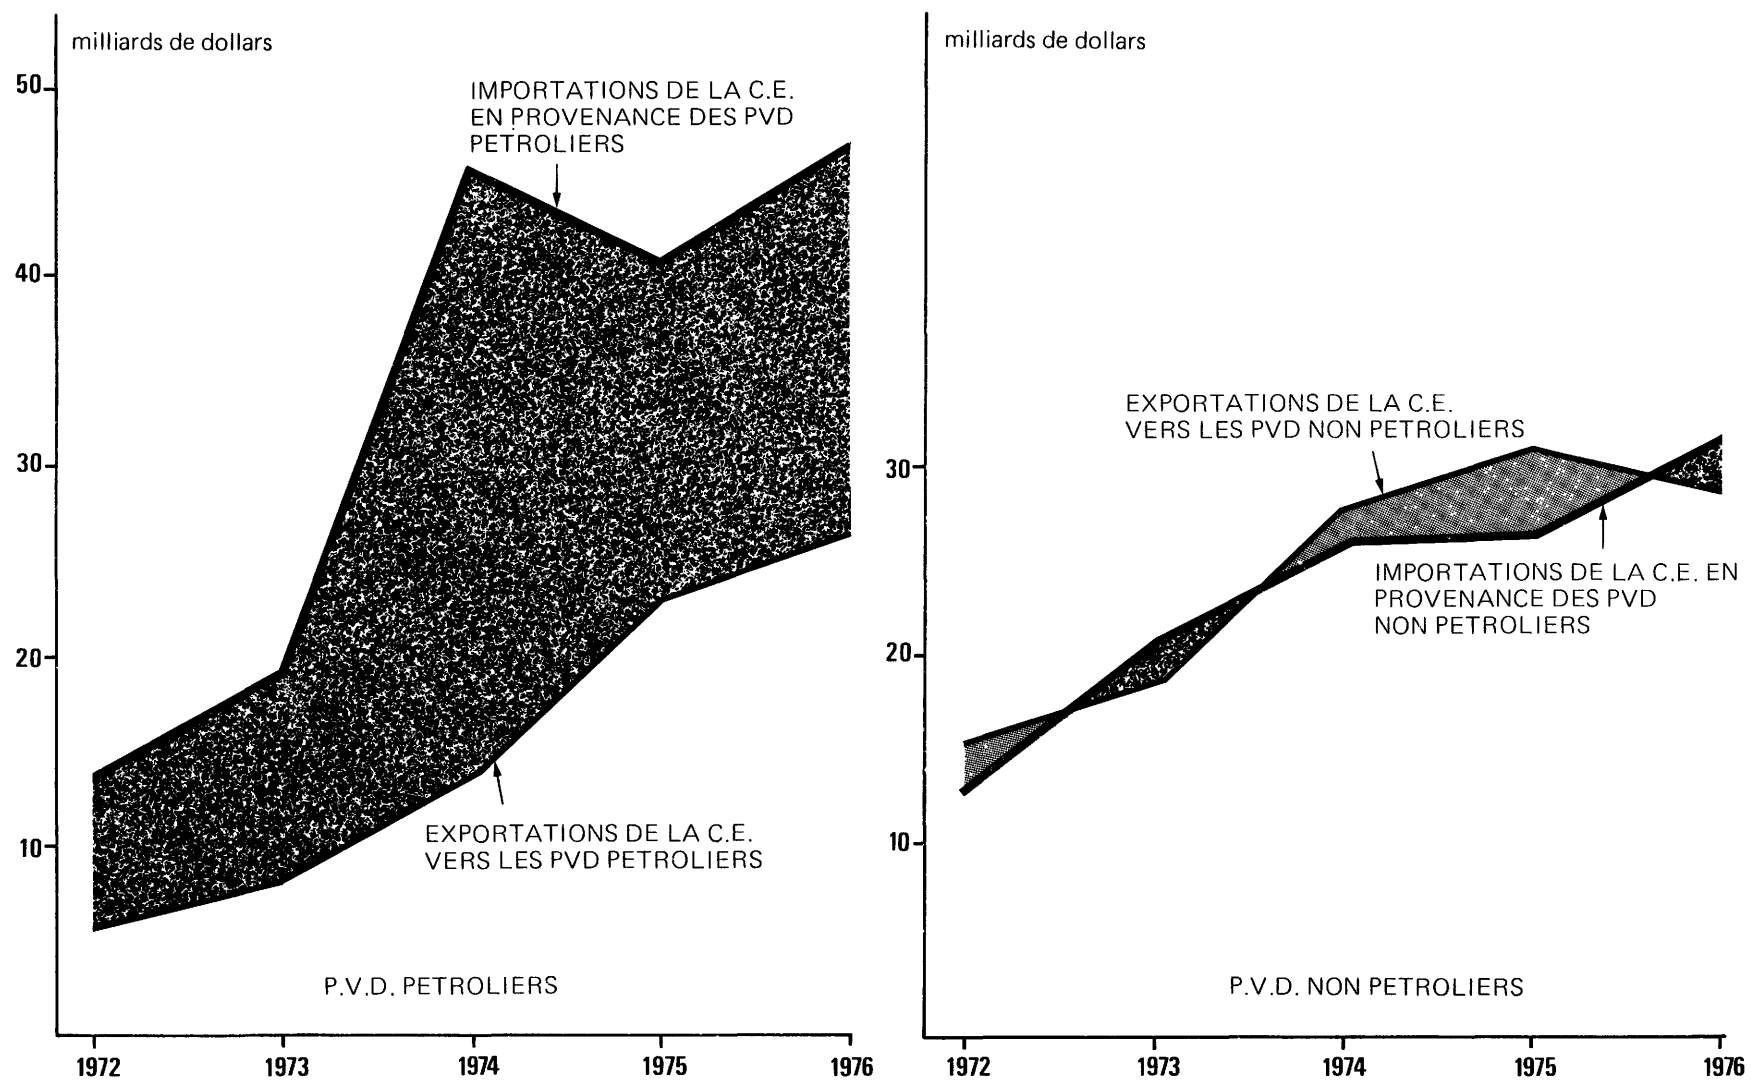 milliards de dollars
50
40
30
20
10
IMPORTATIONS DE LA C.E.
EN PROVENANCE DES PVD
PETROLIERS
EXPORTATIONS DE LA C.E.
VERS LES PVD PETROLIERS
P.V.D. PETROLIERS
1972 1973 1974 1975 1976
milliards de dollars
30
20
10
EXPORTATIONS DE LA C.E.
VERS LES PVD NON PETROLIERS
IMPORTATIONS DE LA C.E. EN
PROVENANCE DES PVD
NON PETROLIERS
P.V.D. NON PETROLIERS
1972 1973 1974 1975 1976